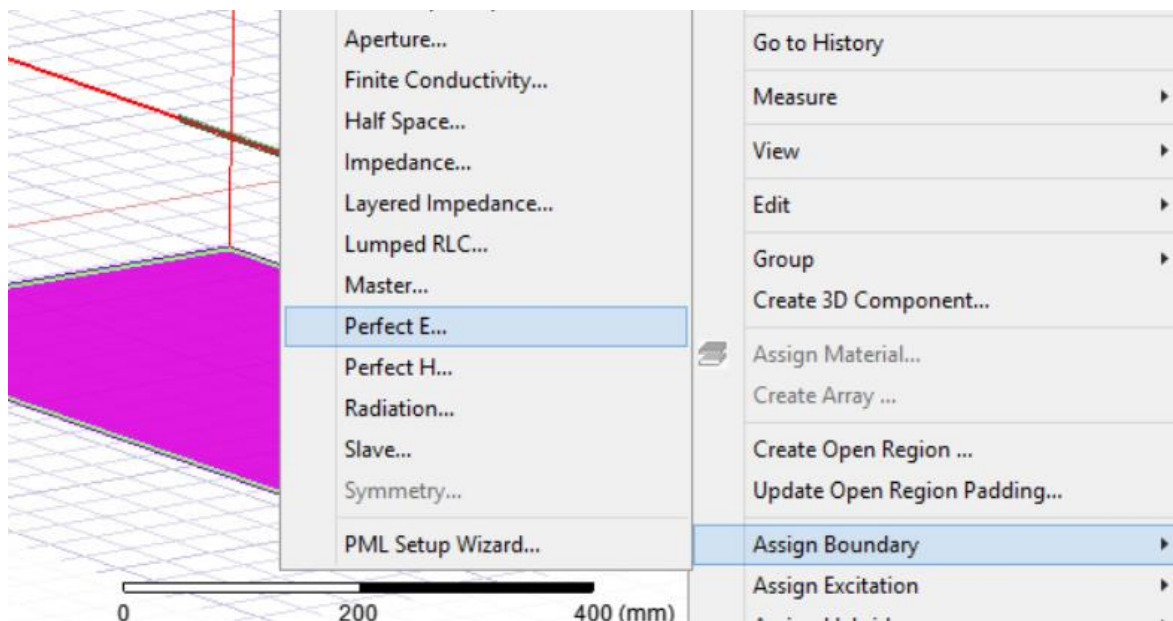 Aperture...
Finite Conductivity...
Half Space...
Impedance...
Layered Impedance...
Lumped RLC...
Master...
Perfect E...
Perfect H...
Radiation...
Slave...
Symmetry...
PML Setup Wizard...
Go to History
Measure
View
Edit
Group
Create 3D Component...
Assign Material...
Create Array ...
Create Open Region ...
Update Open Region Padding...
Assign Boundary
Assign Excitation
0 200 400 (mm)